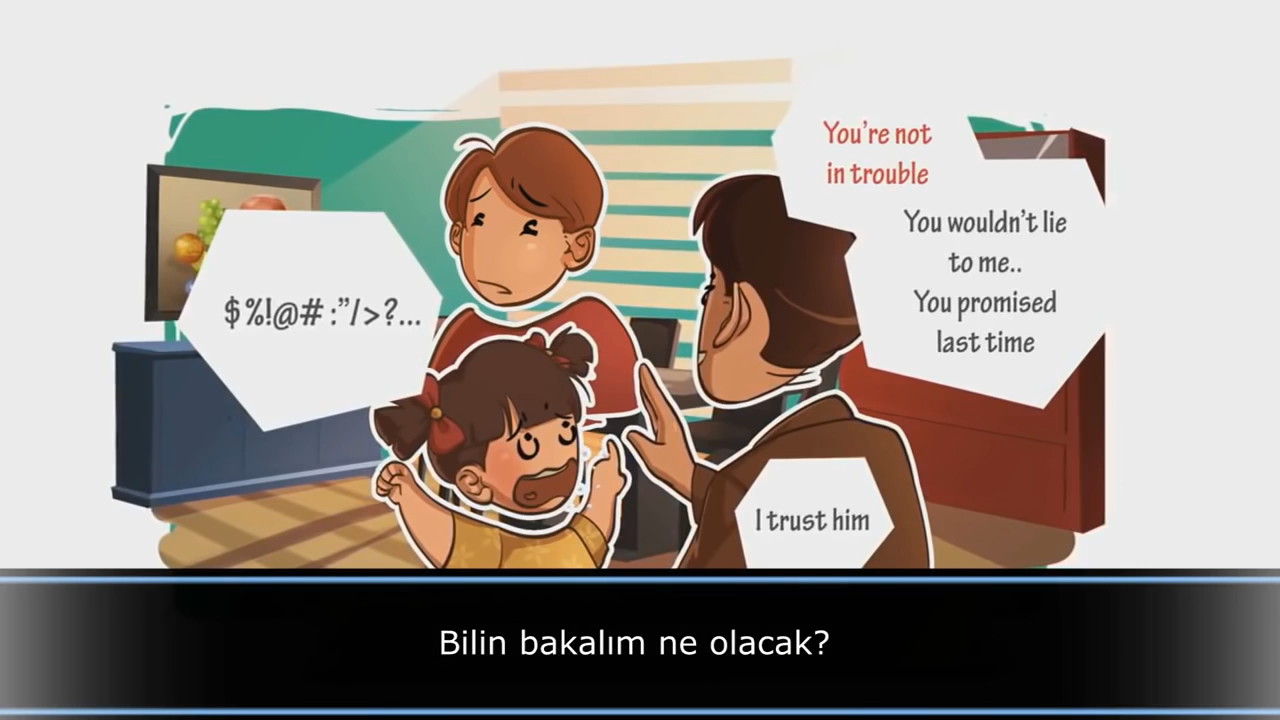 You're not
in trouble
You wouldn't lie
to me..
You promised
last time
$%!@# :"/>?...
I trust him
Bilin bakalım ne olacak?